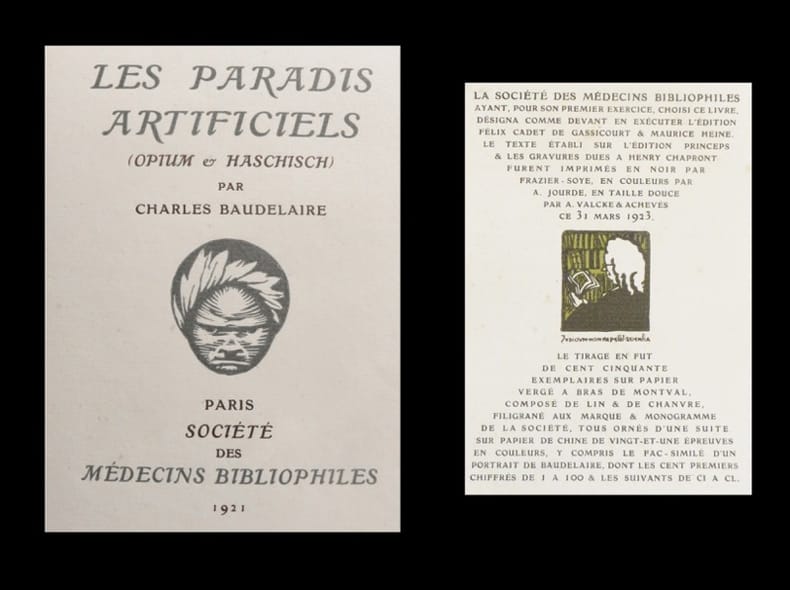 LES PARADIS
ARTIFICIELS
(OPIUM & HASCHISCH)
PAR
CHARLES BAUDELAIRE
PARIS
SOCIÉTÉ
DES
MÉDECINS BIBLIOPHILES
1921
LA SOCIÉTÉ DES MÉDECINS BIBLIOPHILES
AYANT, POUR SON PREMIER EXERCICE, CHOISI CE LIVRE,
DÉSIGNA COMME DEVANT EN EXÉCUTER L'ÉDITION
FÉLIX CADET DE GASSICOURT & MAURICE HEINE.
LE TEXTE ÉTABLI SUR L'ÉDITION PRINCEPS
& LES GRAVURES DUES A HENRY CHAPRONT
FURENT IMPRIMÉS EN NOIR PAR
FRAZIER-SOYE, EN COULEURS PAR
A. JOURDE, EN TAILLE DOUCE
PAR A. VALCKE & ACHEVÉS
CE 31 MARS 1923.
LE TIRAGE EN FUT
DE CENT CINQUANTE
EXEMPLAIRES SUR PAPIER
VERGÉ A BRAS DE MONTVAL,
COMPOSÉ DE LIN & DE CHANVRE,
FILIGRANÉ AUX MARQUE & MONOGRAMME
DE LA SOCIÉTÉ, TOUS ORNÉS D'UNE SUITE
SUR PAPIER DE CHINE DE VINGT-ET-UNE ÉPREUVES
EN COULEURS, Y COMPRIS LE FAC-SIMILÉ D'UN
PORTRAIT DE BAUDELAIRE, DONT LES CENT PREMIERS
CHIFFRÉS DE 1 A 100 & LES SUIVANTS DE CI A CL.